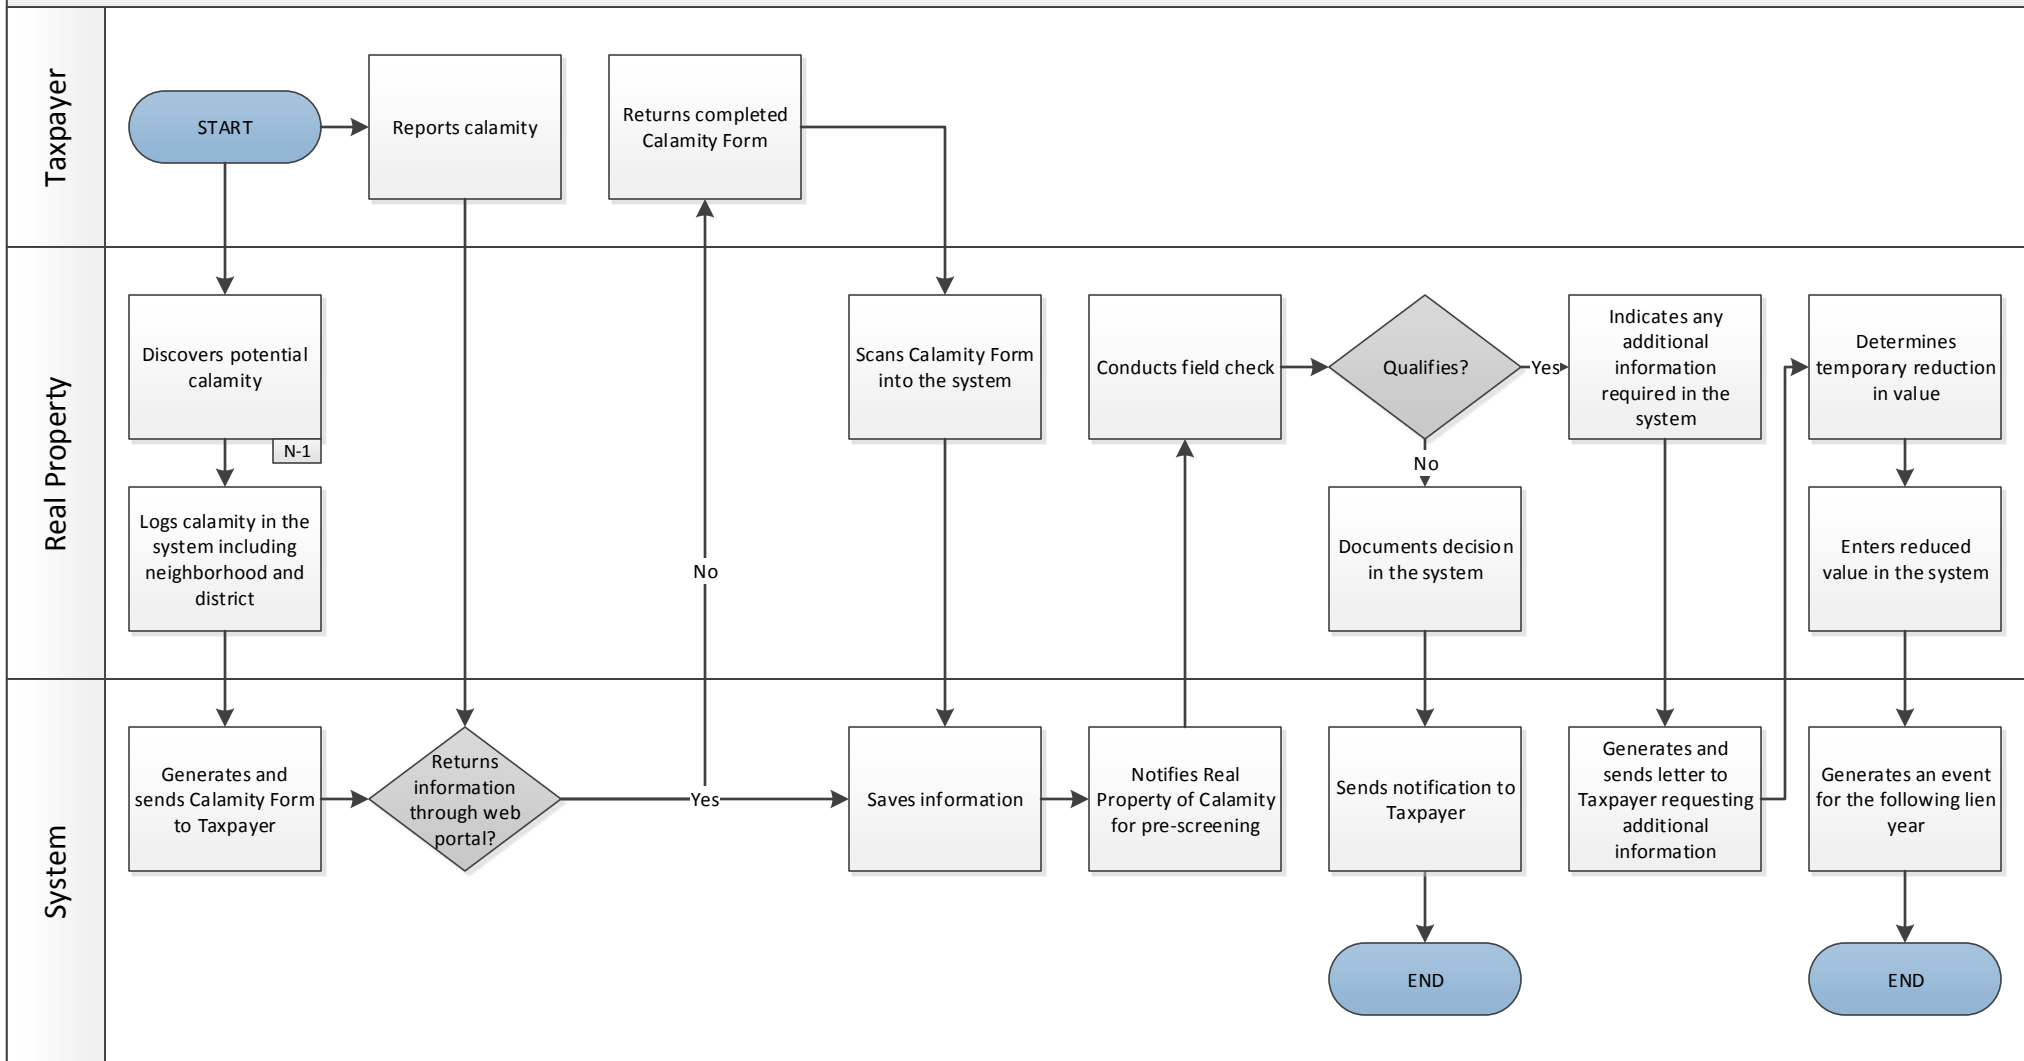 Taxpayer
START
Reports calamity
Returns completed
Calamity Form
Real Property
Discovers potential
calamity
N-1
Logs calamity in the
system including
neighborhood and
district
No
Scans Calamity Form
into the system
Conducts field check
Qualifies?
Yes
No
Documents decision
in the system
Indicates any
additional
information
required in the
system
Determines
temporary reduction
in value
Enters reduced
value in the system
System
Generates and
sends Calamity Form
to Taxpayer
Returns
information
through web
portal?
Yes
Saves information
Notifies Real
Property of Calamity
for pre-screening
Sends notification to
Taxpayer
Generates and
sends letter to
Taxpayer requesting
additional
information
Generates an event
for the following lien
year
END
END